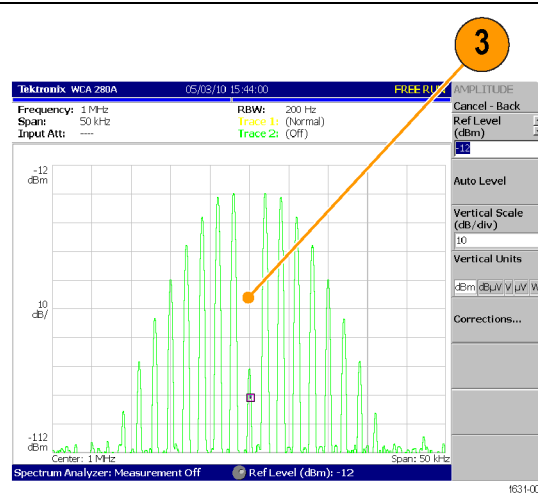 3
Tektronix WCA 280A 05/03/10 15:44:00 FREE RUN
AMPLITUDE
Frequency: 1 MHz RBW: 200 Hz
Cancel - Back
Span: 50 kHz Trace 1: (Normal)
Input Att: ---- Trace 2: (Off)
Ref Level
(dBm)
-12
Auto Level
Vertical Scale
(dB/div)
10
Vertical Units
dBm dBµV V µV W
Corrections...
-12
dBm
10
dB/
-112
dBm
Center: 1 MHz Span: 50 kHz
Spectrum Analyzer: Measurement Off Ref Level (dBm): -12